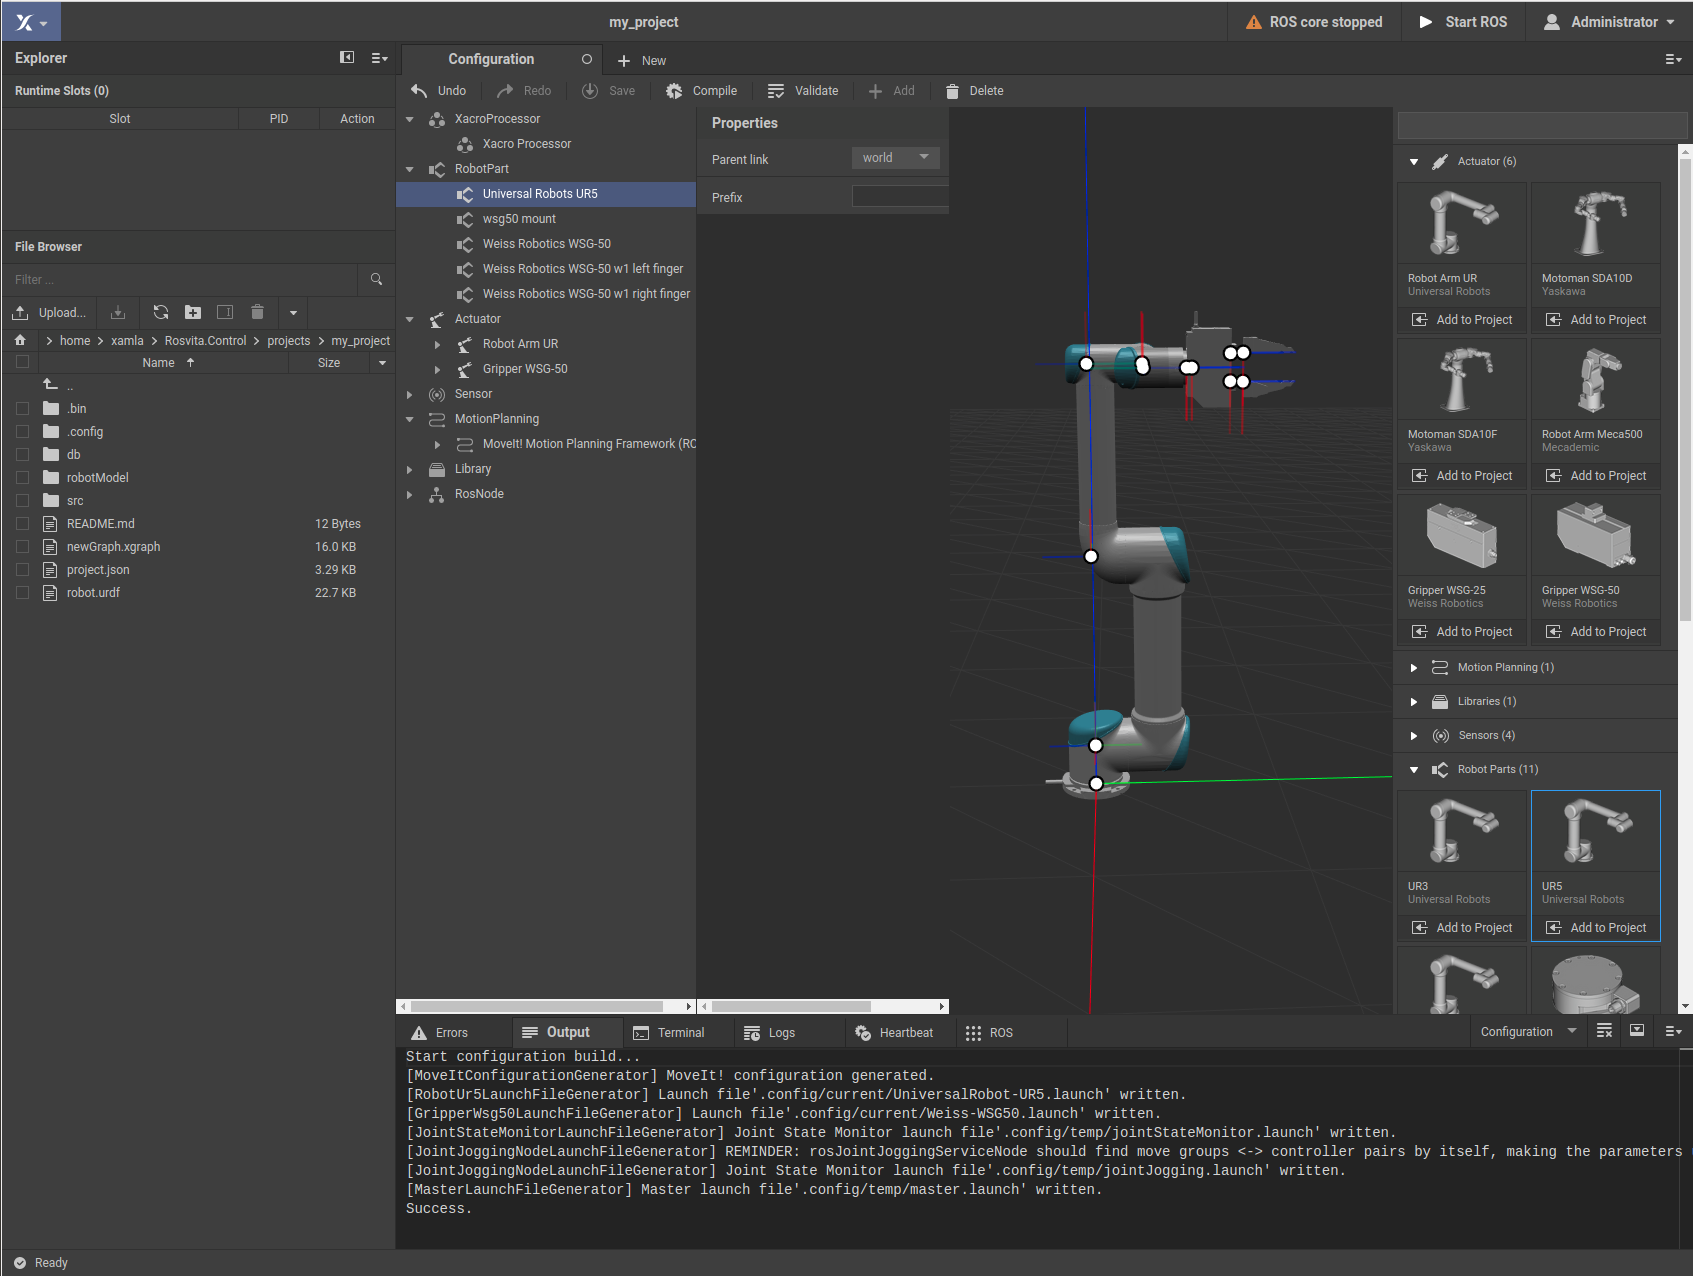 my_project
ROS core stopped
Start ROS
Administrator
Explorer
Runtime Slots (0)
Slot PID Action
File Browser
Filter ...
Upload...
home xamla Rosvita.Control projects my_project
Name Size
..
.bin
.config
db
robotModel
src
README.md 12 Bytes
newGraph.xgraph 16.0 KB
project.json 3.29 KB
robot.urdf 22.7 KB
Configuration
New
Undo Redo Save Compile Validate Add Delete
XacroProcessor
Xacro Processor
RobotPart
Universal Robots UR5
wsg50 mount
Weiss Robotics WSG-50
Weiss Robotics WSG-50 w1 left finger
Weiss Robotics WSG-50 w1 right finger
Actuator
Robot Arm UR
Gripper WSG-50
Sensor
MotionPlanning
MoveIt! Motion Planning Framework (RO
Library
RosNode
Properties
Parent link world
Prefix
Actuator (6)
Robot Arm UR
Universal Robots
Add to Project
Motoman SDA10D
Yaskawa
Add to Project
Motoman SDA10F
Yaskawa
Add to Project
Robot Arm Meca500
Mecademic
Add to Project
Gripper WSG-25
Weiss Robotics
Add to Project
Gripper WSG-50
Weiss Robotics
Add to Project
Motion Planning (1)
Libraries (1)
Sensors (4)
Robot Parts (11)
UR3
Universal Robots
Add to Project
UR5
Universal Robots
Add to Project
Errors Output Terminal Logs Heartbeat ROS
Configuration
Start configuration build...
[MoveItConfigurationGenerator] MoveIt! configuration generated.
[RobotUr5LaunchFileGenerator] Launch file'.config/current/UniversalRobot-UR5.launch' written.
[GripperWsg50LaunchFileGenerator] Launch file'.config/current/Weiss-WSG50.launch' written.
[JointStateMonitorLaunchFileGenerator] Joint State Monitor launch file'.config/temp/jointStateMonitor.launch' written.
[JointJoggingNodeLaunchFileGenerator] REMINDER: rosJointJoggingServiceNode should find move groups <-> controller pairs by itself, making the parameters
[JointJoggingNodeLaunchFileGenerator] Joint State Monitor launch file'.config/temp/jointJogging.launch' written.
[MasterLaunchFileGenerator] Master launch file'.config/temp/master.launch' written.
Success.
Ready